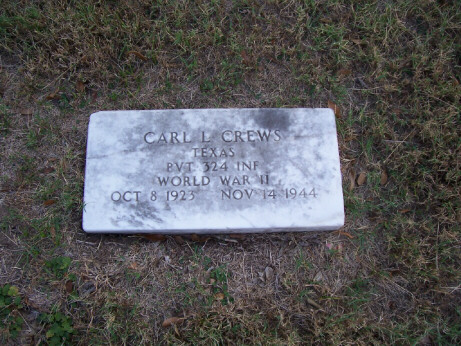 CARL L CREWS
TEXAS
PVT 324 INF
WORLD WAR II
OCT 8 1923 NOV 14 1944